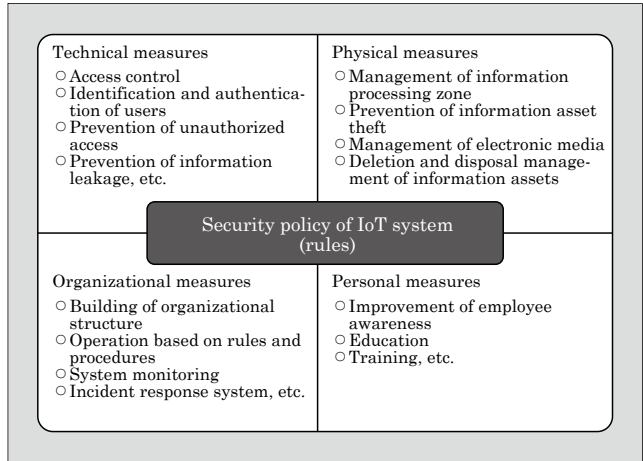 Technical measures
○ Access control
○ Identification and authentica-
tion of users
○ Prevention of unauthorized
access
○ Prevention of information
leakage, etc.
Physical measures
○ Management of information
processing zone
○ Prevention of information asset
theft
○ Management of electronic media
○ Deletion and disposal manage-
ment of information assets
Security policy of IoT system
(rules)
Organizational measures
○ Building of organizational
structure
○ Operation based on rules and
procedures
○ System monitoring
○ Incident response system, etc.
Personal measures
○ Improvement of employee
awareness
○ Education
○ Training, etc.